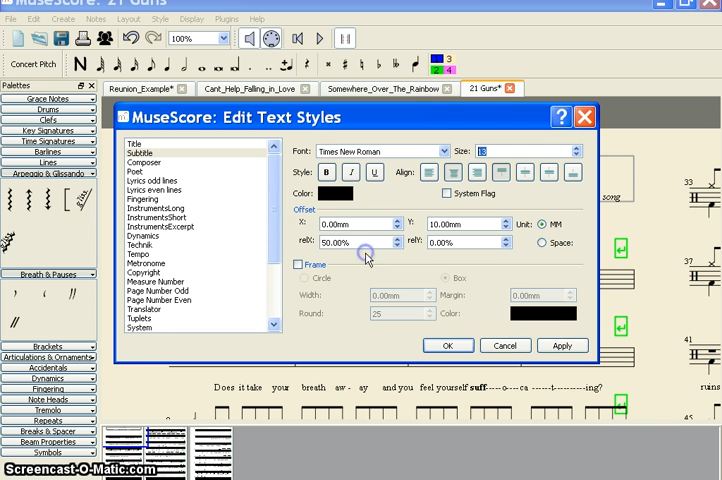 MuseScore: 21 Guns
File Edit Create Notes Layout Style Display Plugins Help
200%
Concert Pitch
1 3
2 4
Palettes
Reunion_Example* Cant_Help_Falling_in_Love Somewhere_Over_The_Rainbow 21 Guns*
Grace Notes
Drums
Clefs
Key Signatures
Time Signatures
Barlines
Lines
Arpeggio & Glissando
Breath & Pauses
Brackets
Articulations & Ornaments
Accidentals
Dynamics
Fingering
Note Heads
Tremolo
Repeats
Breaks & Spacer
Beam Properties
Symbols
MuseScore: Edit Text Styles
Title
Subtitle
Composer
Poet
Lyrics odd lines
Lyrics even lines
Fingering
InstrumentsLong
InstrumentsShort
InstrumentsExcerpt
Dynamics
Technik
Tempo
Metronome
Copyright
Measure Number
Page Number Odd
Page Number Even
Translator
Tuplets
System
Font: Times New Roman Size: 13
Style: B I U Align:
Color: System Flag
Offset
X: 0.00mm Y: 10.00mm Unit: MM
relX: 50.00% relY: 0.00% Space:
Frame
Circle Box
Width: 0.00mm Margin: 0.00mm
Round: 25 Color:
OK Cancel Apply
song
33
37
41
45
Does it take your breath aw - ay and you feel yourself suff-----o----ca -----t-----------ing?
ruins
Screencast-O-Matic.com